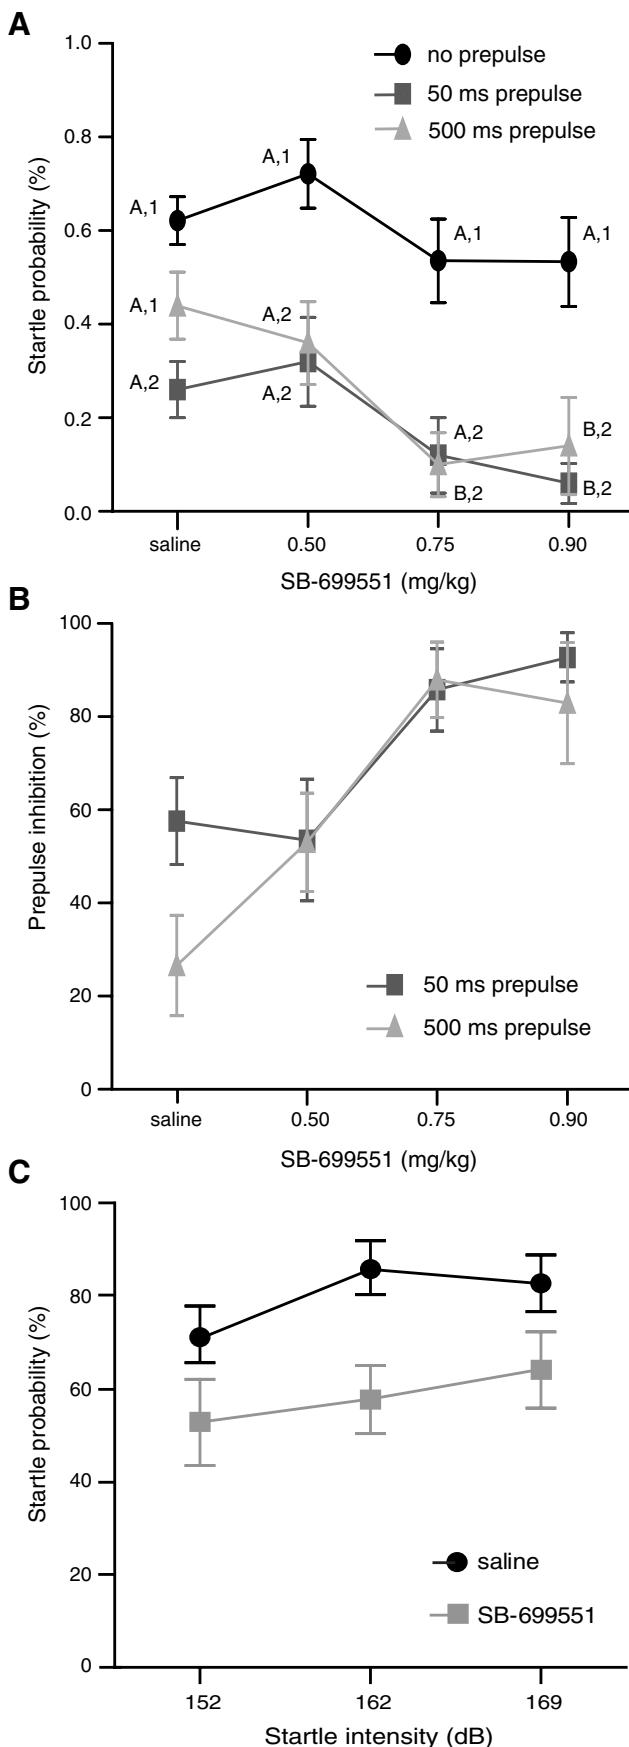 A
1.0
no prepulse
50 ms prepulse
500 ms prepulse
0.8
A,1
A,1
A,1
A,1
0.6
Startle probability (%)
A,1
A,2
0.4
A,2
A,2
A,2
B,2
0.2
B,2
B,2
0.0
saline
0.50
0.75
0.90
SB-699551 (mg/kg)
B
100
80
60
Prepulse inhibition (%)
40
50 ms prepulse
500 ms prepulse
20
0
saline
0.50
0.75
0.90
SB-699551 (mg/kg)
C
100
80
60
Startle probability (%)
40
saline
SB-699551
20
0
152
162
169
Startle intensity (dB)